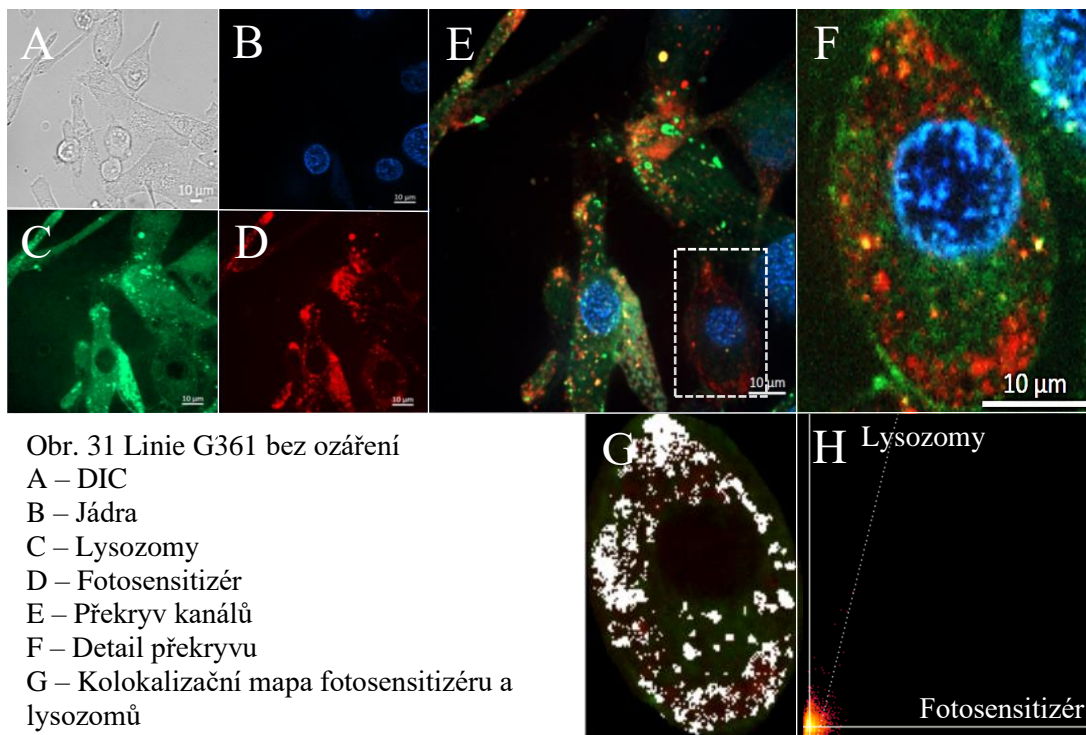 A
10 µm
B
10 µm
C
10 µm
D
10 µm
E
10 µm
F
10 µm
Obr. 31 Linie G361 bez ozáření
A – DIC
B – Jádra
C – Lysozomy
D – Fotosensitizér
E – Překryv kanálů
F – Detail překryvu
G – Kolokalizační mapa fotosensitizéru a
lysozomů
G
H
Lysozomy
Fotosensitizér